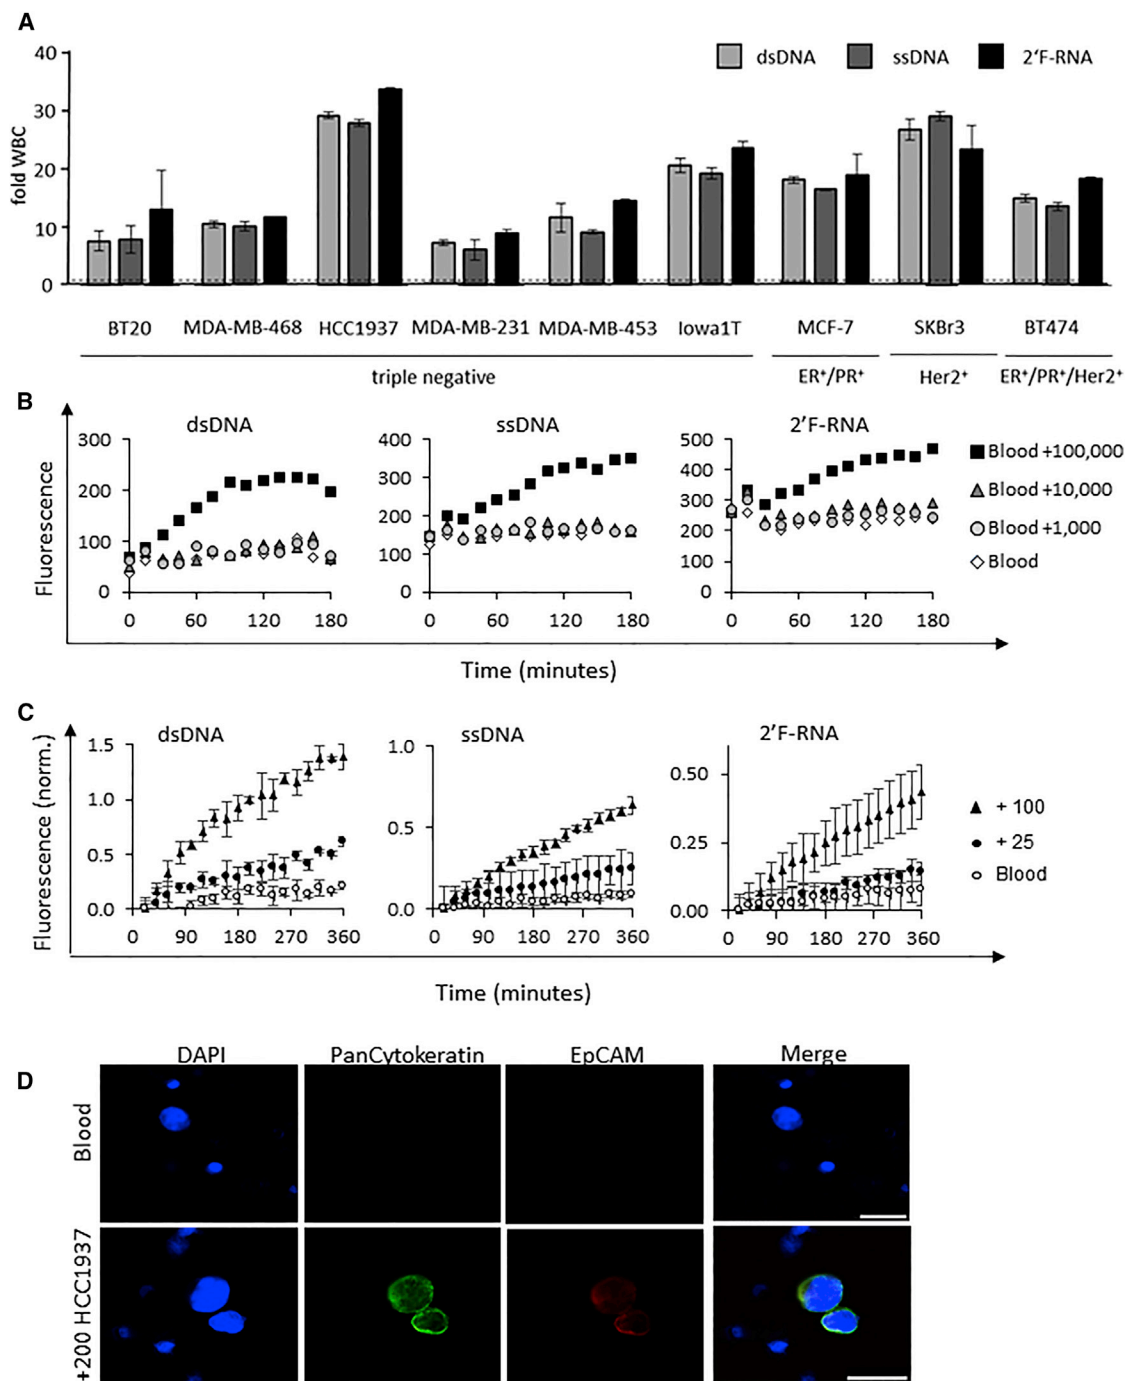 A
40
30
20
10
0
fold WBC
dsDNA ssDNA 2'F-RNA
BT20 MDA-MB-468 HCC1937 MDA-MB-231 MDA-MB-453 Iowa1T MCF-7 SKBr3 BT474
triple negative ER⁺/PR⁺ Her2⁺ ER⁺/PR⁺/Her2⁺
B
dsDNA ssDNA 2'F-RNA
Fluorescence
300
200
100
0
0 60 120 180
400
300
200
100
0
0 60 120 180
500
400
300
200
100
0
0 60 120 180
Blood +100,000
Blood +10,000
Blood +1,000
Blood
Time (minutes)
C
dsDNA ssDNA 2'F-RNA
Fluorescence (norm.)
1.5
1.0
0.5
0.0
0 90 180 270 360
1.0
0.5
0.0
0 90 180 270 360
0.50
0.25
0.00
0 90 180 270 360
+ 100
+ 25
Blood
Time (minutes)
D
DAPI PanCytokeratin EpCAM Merge
Blood
+200 HCC1937